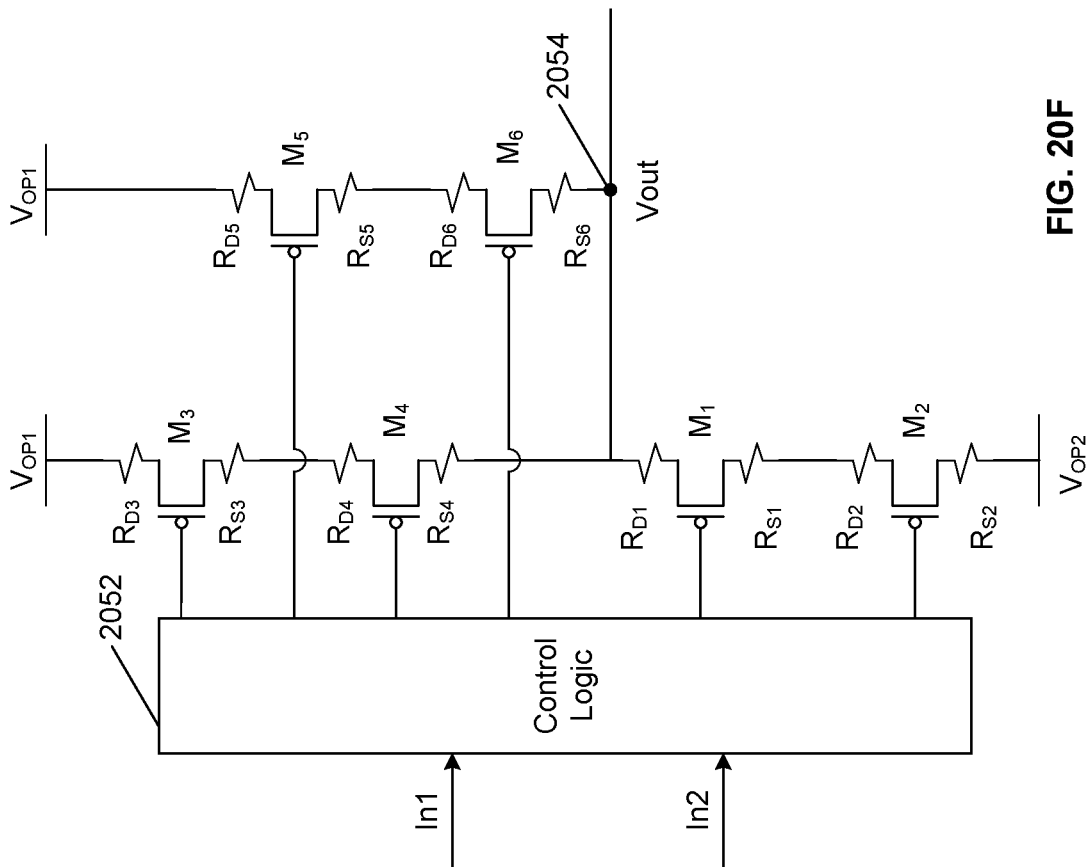 V_OP1
V_OP1
2052
R_D3
M_3
R_S3
R_D5
M_5
R_S5
R_D4
M_4
R_S4
R_D6
M_6
R_S6
2054
Vout
Control
Logic
In1
In2
R_D1
M_1
R_S1
R_D2
M_2
R_S2
V_OP2
FIG. 20F